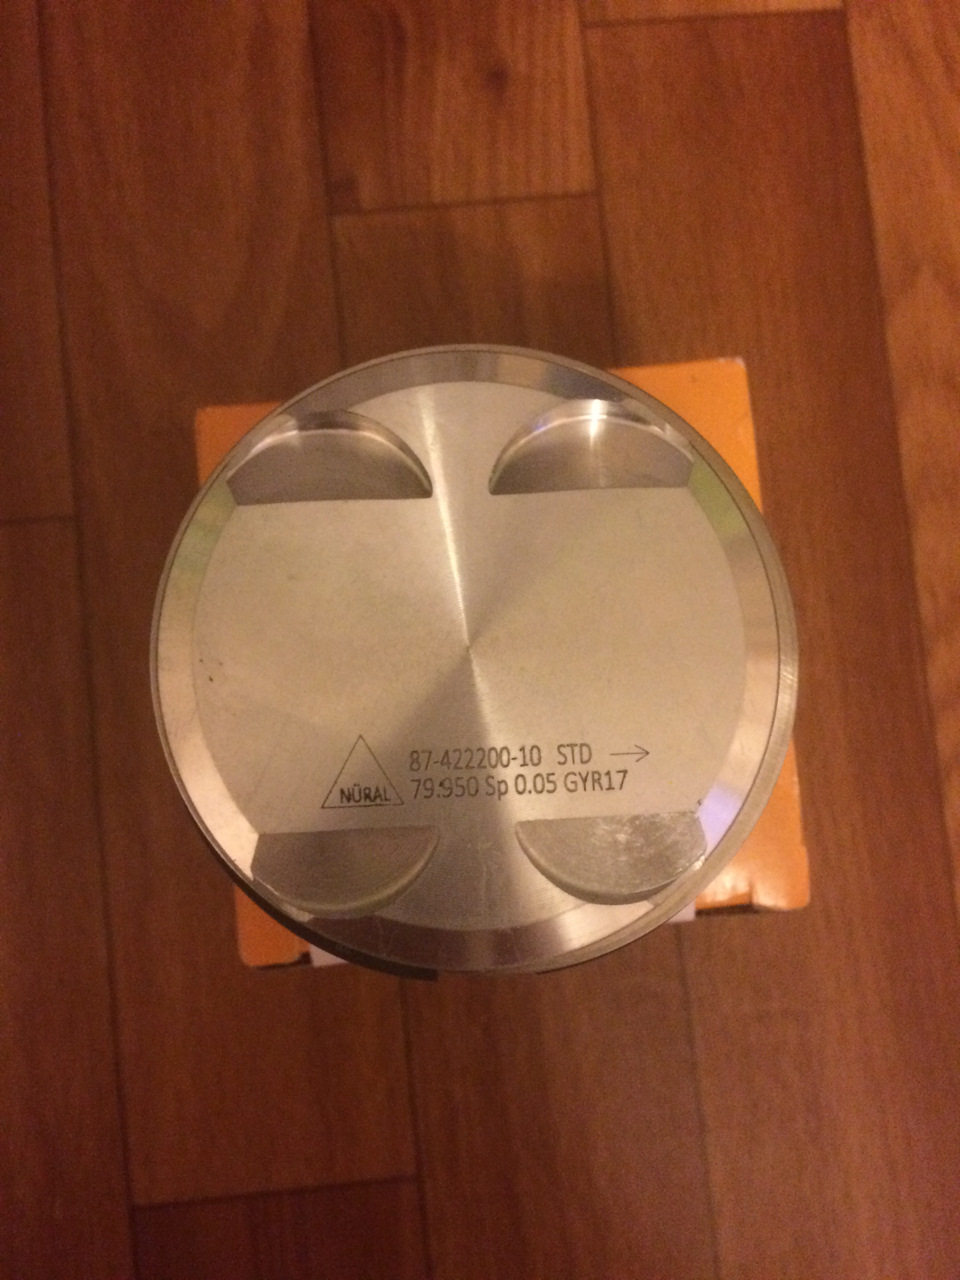 87-422200-10 STD →
NÜRAL 79.950 Sp 0.05 GYR17